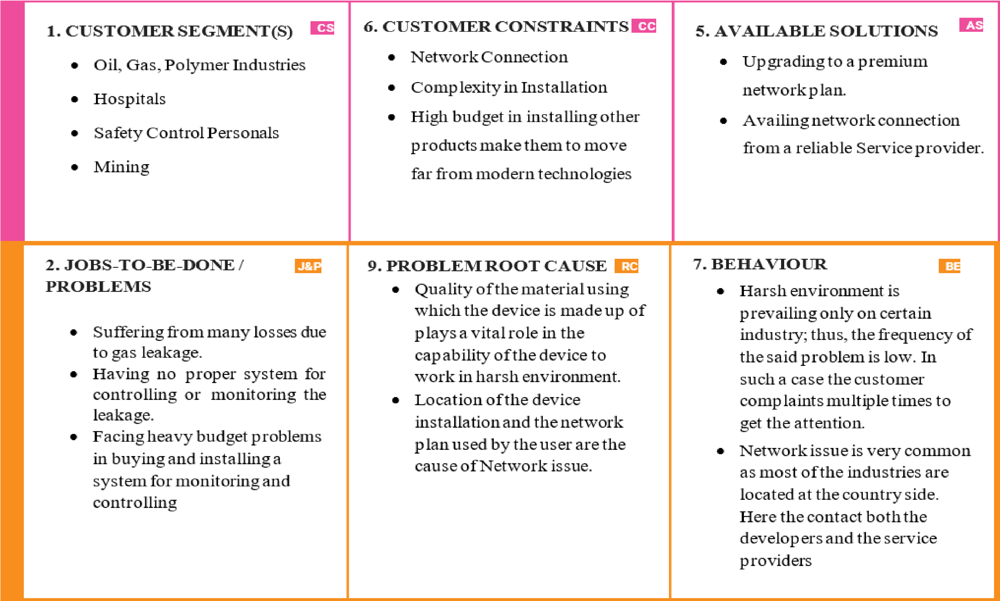 1. CUSTOMER SEGMENT(S) CS
Oil, Gas, Polymer Industries
Hospitals
Safety Control Personals
Mining
6. CUSTOMER CONSTRAINTS CC
Network Connection
Complexity in Installation
High budget in installing other
products make them to move
far from modern technologies
5. AVAILABLE SOLUTIONS AS
Upgrading to a premium
network plan.
Availing network connection
from a reliable Service provider.
2. JOBS-TO-BE-DONE / J&P
PROBLEMS
Suffering from many losses due
to gas leakage.
Having no proper system for
controlling or monitoring the
leakage.
Facing heavy budget problems
in buying and installing a
system for monitoring and
controlling
9. PROBLEM ROOT CAUSE RC
Quality of the material using
which the device is made up of
plays a vital role in the
capability of the device to
work in harsh environment.
Location of the device
installation and the network
plan used by the user are the
cause of Network issue.
7. BEHAVIOUR BE
Harsh environment is
prevailing only on certain
industry; thus, the frequency of
the said problem is low. In
such a case the customer
complaints multiple times to
get the attention.
Network issue is very common
as most of the industries are
located at the country side.
Here the contact both the
developers and the service
providers